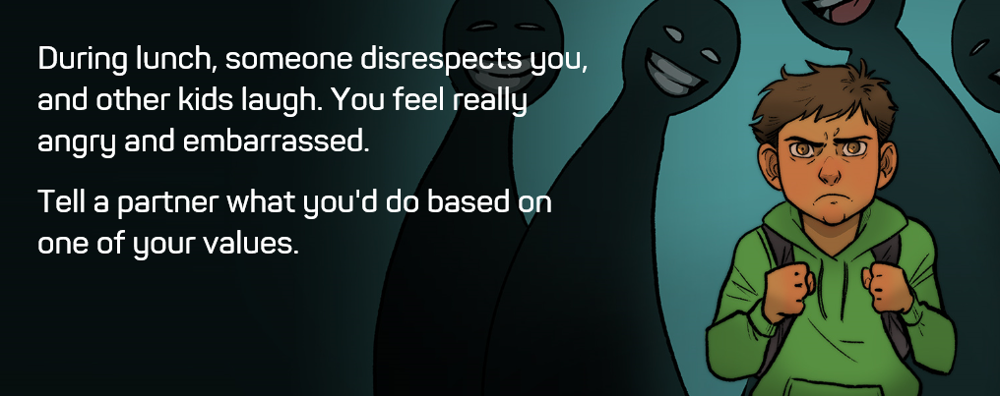 During lunch, someone disrespects you,
and other kids laugh. You feel really
angry and embarrassed.
Tell a partner what you'd do based on
one of your values.